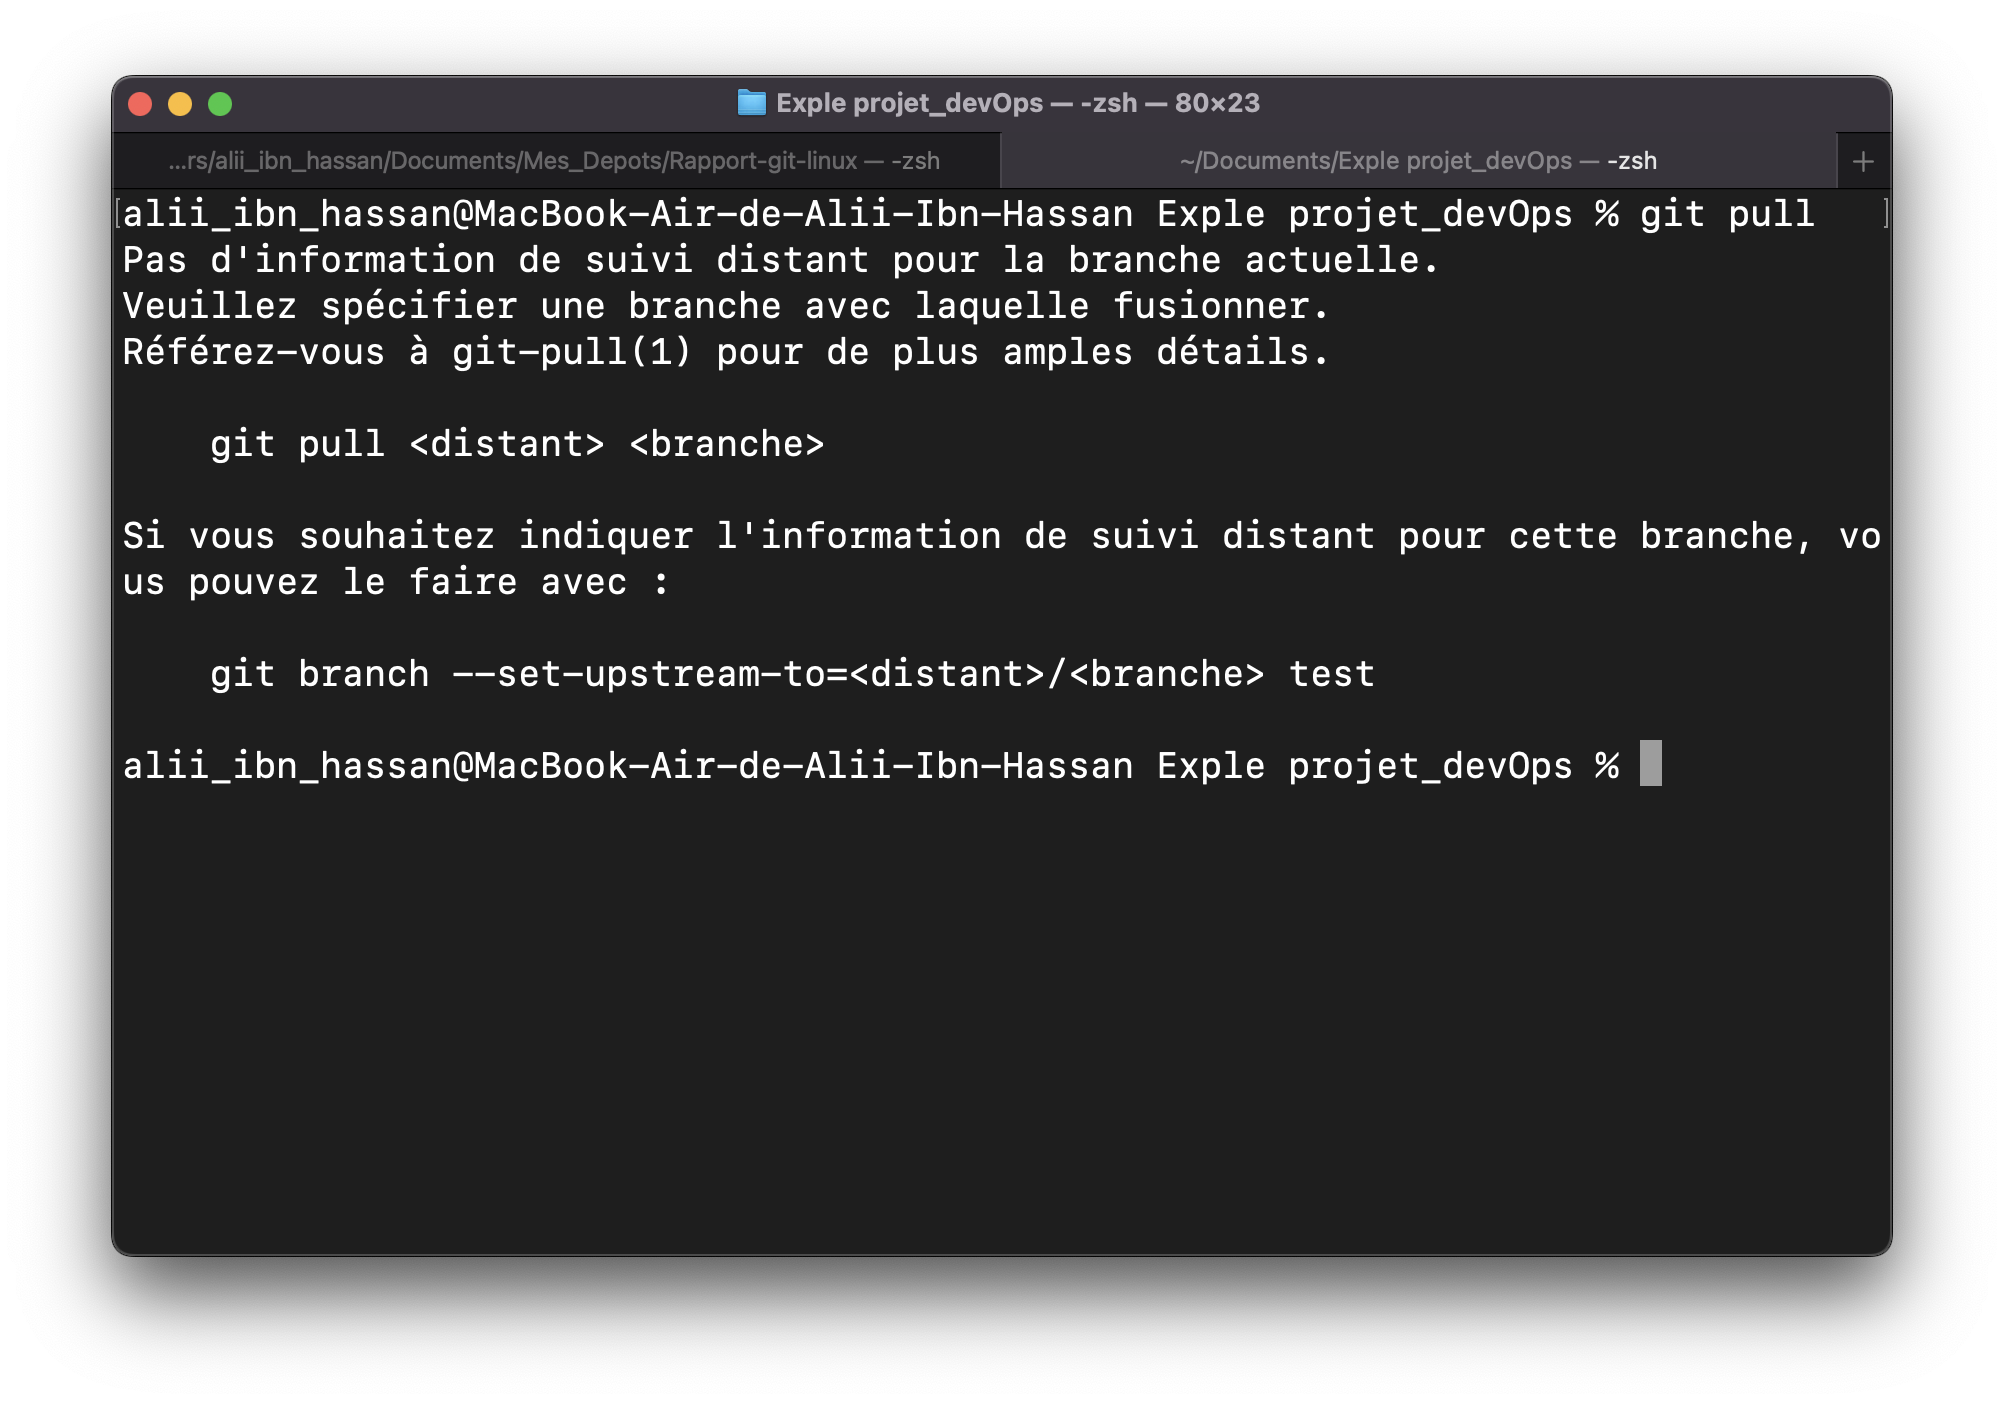 Exple projet_devOps — -zsh — 80×23
...rs/alii_ibn_hassan/Documents/Mes_Depots/Rapport-git-linux — -zsh
~/Documents/Exple projet_devOps — -zsh
+
[alii_ibn_hassan@MacBook-Air-de-Alii-Ibn-Hassan Exple projet_devOps % git pull ]
Pas d'information de suivi distant pour la branche actuelle.
Veuillez spécifier une branche avec laquelle fusionner.
Référez-vous à git-pull(1) pour de plus amples détails.
git pull <distant> <branche>
Si vous souhaitez indiquer l'information de suivi distant pour cette branche, vo
us pouvez le faire avec :
git branch --set-upstream-to=<distant>/<branche> test
alii_ibn_hassan@MacBook-Air-de-Alii-Ibn-Hassan Exple projet_devOps %